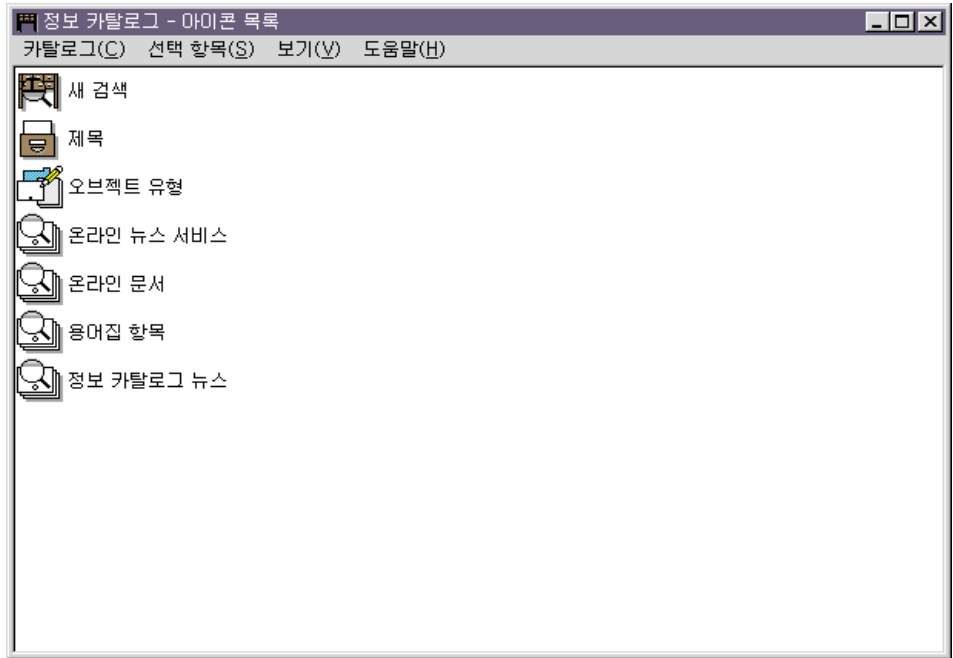 정보 카탈로그 - 아이콘 목록
카탈로그(C) 선택 항목(S) 보기(V) 도움말(H)
새 검색
제목
오브젝트 유형
온라인 뉴스 서비스
온라인 문서
용어집 항목
정보 카탈로그 뉴스